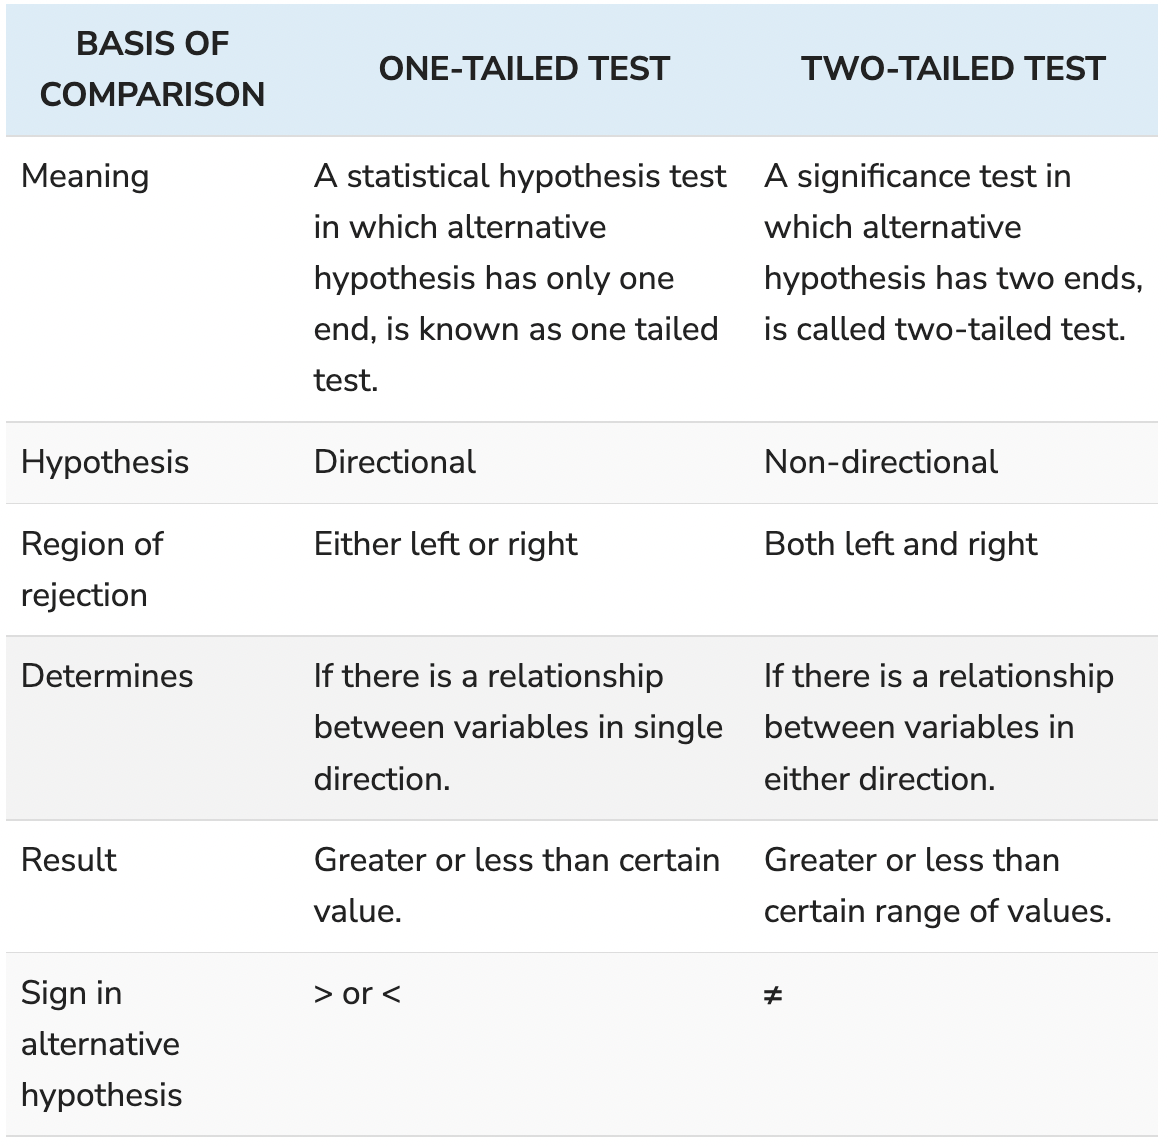 BASIS OF
COMPARISON
ONE-TAILED TEST
TWO-TAILED TEST
Meaning
A statistical hypothesis test
in which alternative
hypothesis has only one
end, is known as one tailed
test.
A significance test in
which alternative
hypothesis has two ends,
is called two-tailed test.
Hypothesis
Directional
Non-directional
Region of
rejection
Either left or right
Both left and right
Determines
If there is a relationship
between variables in single
direction.
If there is a relationship
between variables in
either direction.
Result
Greater or less than certain
value.
Greater or less than
certain range of values.
Sign in
alternative
hypothesis
> or <
≠